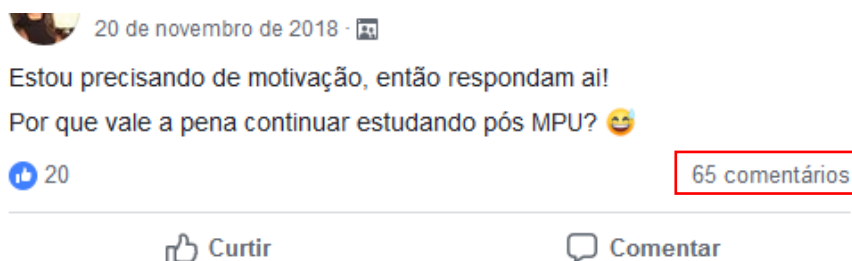 20 de novembro de 2018 ·
Estou precisando de motivação, então respondam ai!
Por que vale a pena continuar estudando pós MPU? 😅
20
65 comentários
Curtir
Comentar